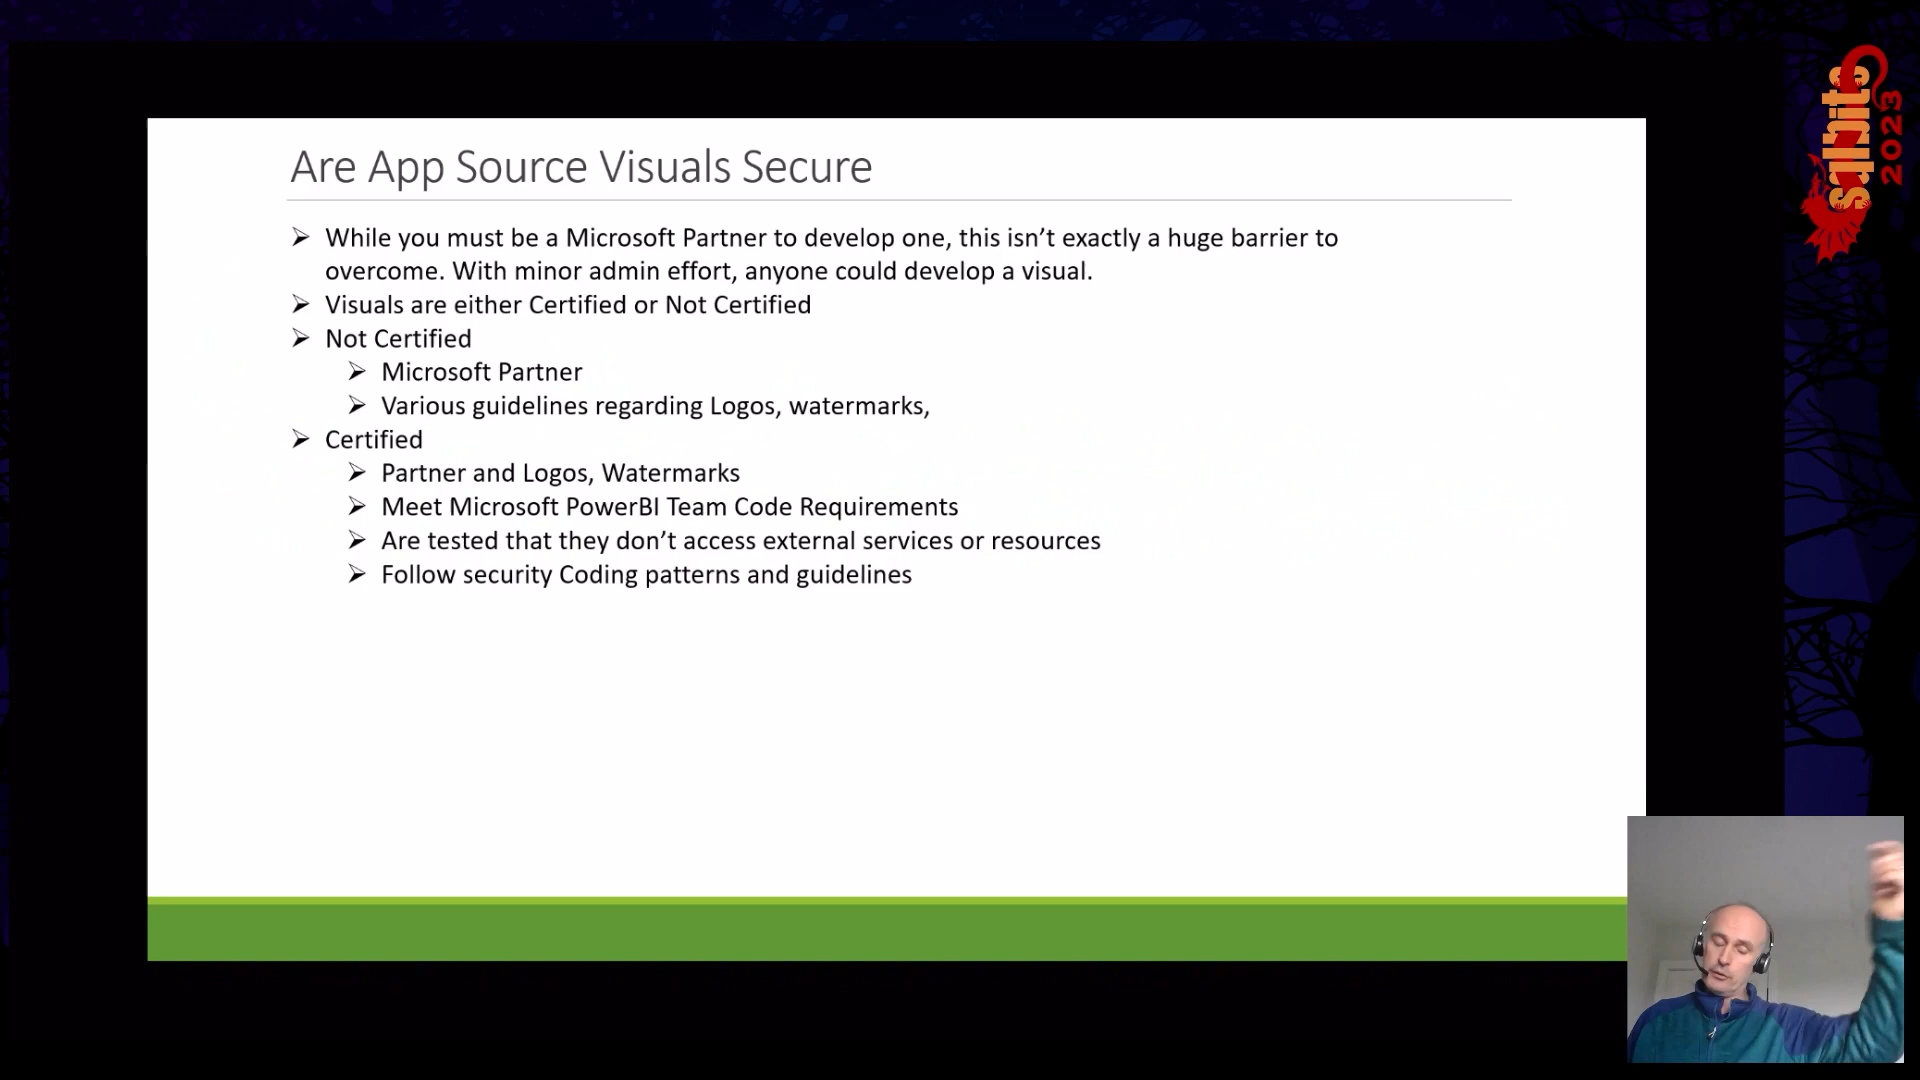 Are App Source Visuals Secure
While you must be a Microsoft Partner to develop one, this isn’t exactly a huge barrier to
overcome. With minor admin effort, anyone could develop a visual.
Visuals are either Certified or Not Certified
Not Certified
Microsoft Partner
Various guidelines regarding Logos, watermarks,
Certified
Partner and Logos, Watermarks
Meet Microsoft PowerBI Team Code Requirements
Are tested that they don’t access external services or resources
Follow security Coding patterns and guidelines
sqlbits
2023